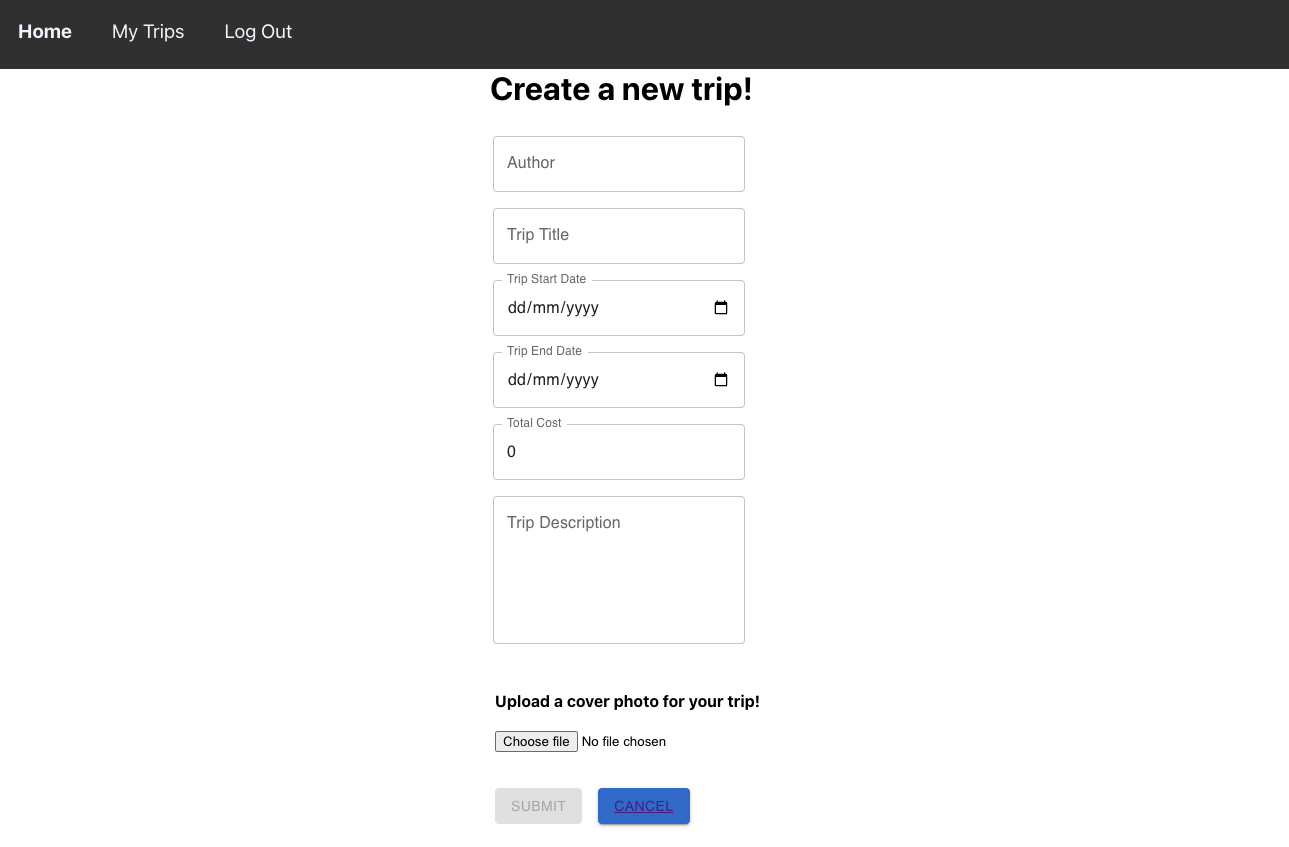 Home My Trips Log Out
Create a new trip!
Author
Trip Title
Trip Start Date
dd/mm/yyyy
Trip End Date
dd/mm/yyyy
Total Cost
0
Trip Description
Upload a cover photo for your trip!
Choose file No file chosen
SUBMIT CANCEL